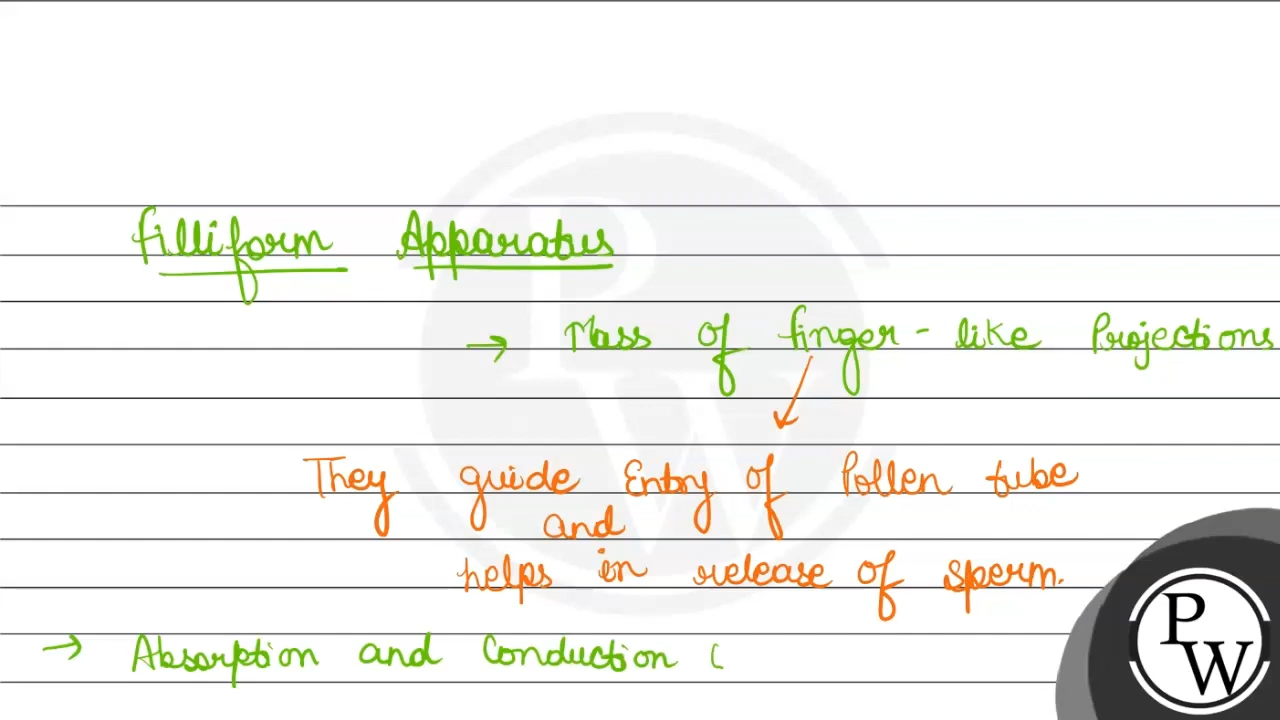 filliform Apparatus
→ Mass of finger-like Projections
They guide Entry of Pollen tube
and
helps in release of sperm.
→ Absorption and Conduction (
PW